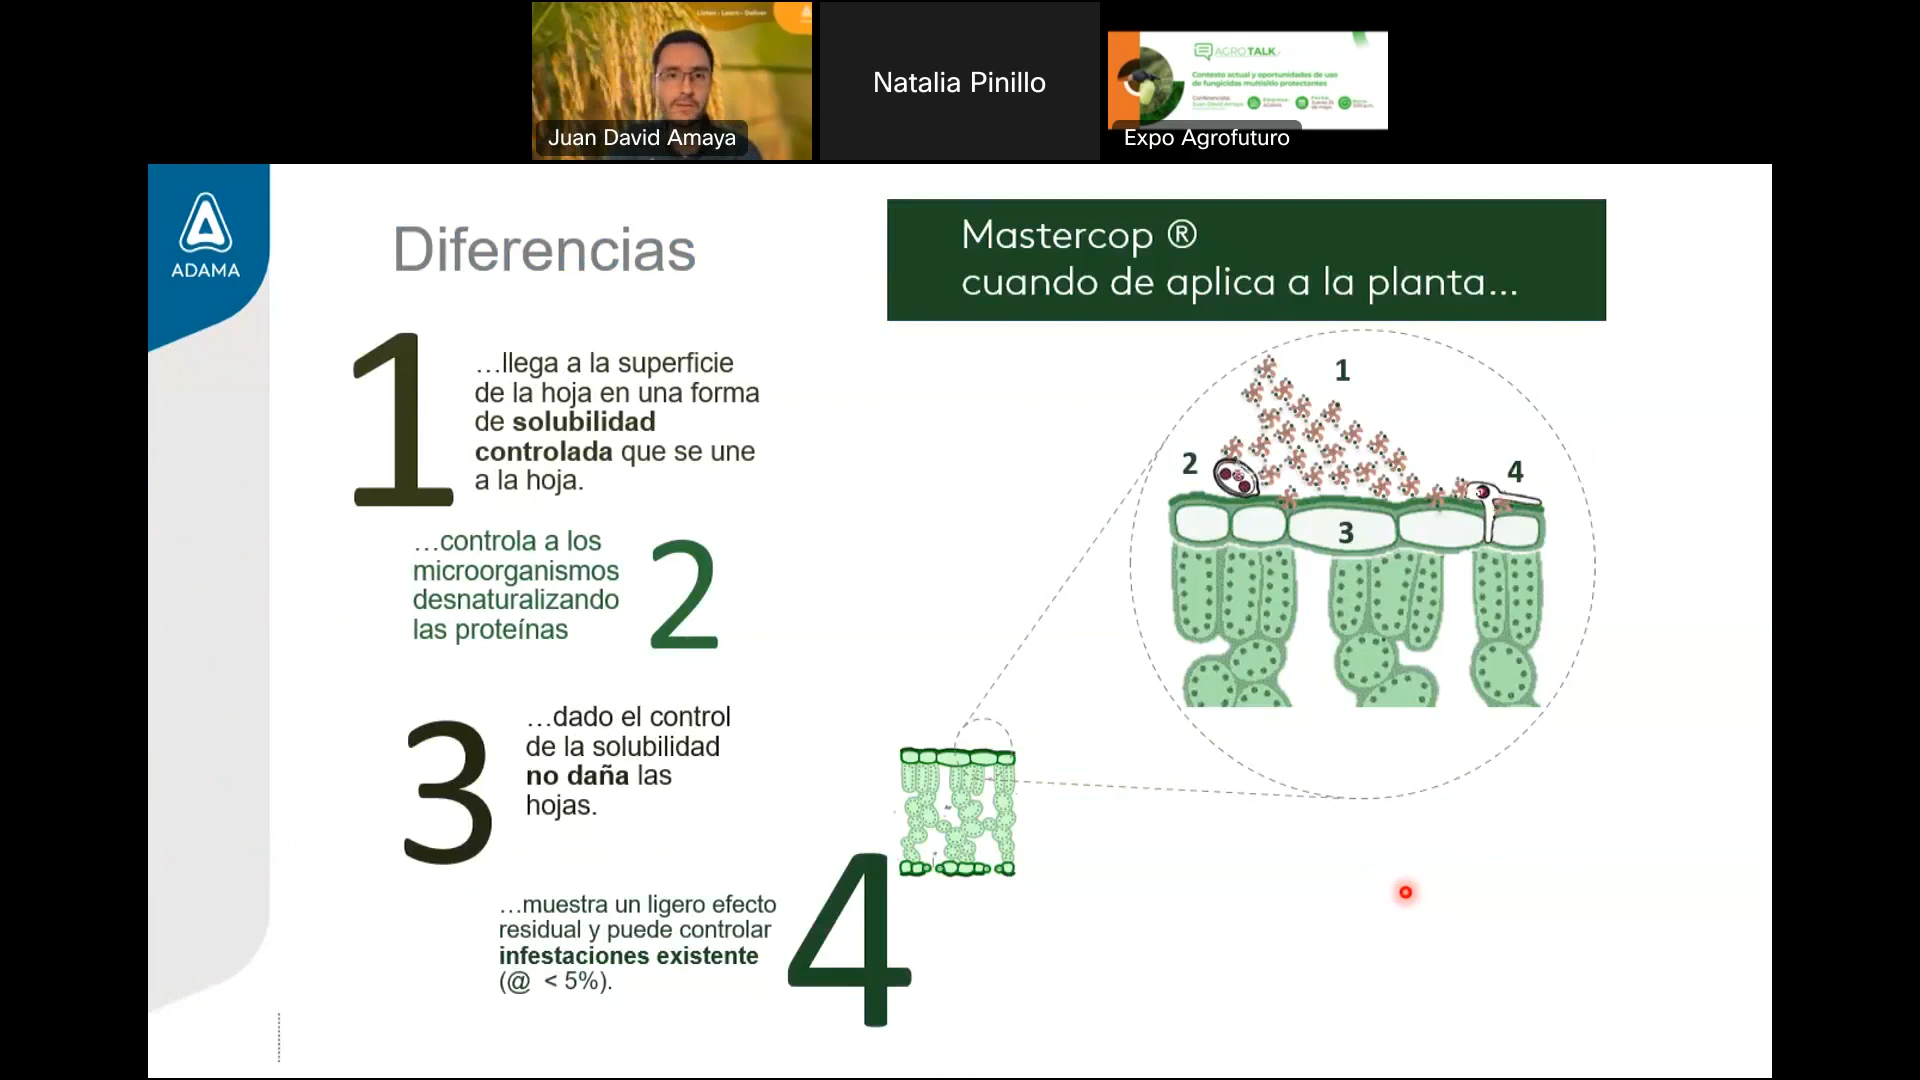 Listen · Learn · Deliver
Juan David Amaya
Natalia Pinillo
AGROTALK
Contexto actual y oportunidades de uso
de fungicidas multisitio protectantes
Conferencista
Juan David Amaya
Expo Agrofuturo
ADAMA
Diferencias
Mastercop ®
cuando de aplica a la planta...
1
...llega a la superficie
de la hoja en una forma
de solubilidad
controlada que se une
a la hoja.
...controla a los
microorganismos
desnaturalizando
las proteínas
2
3
...dado el control
de la solubilidad
no daña las
hojas.
...muestra un ligero efecto
residual y puede controlar
infestaciones existente
(@ < 5%).
4
1
2
4
3